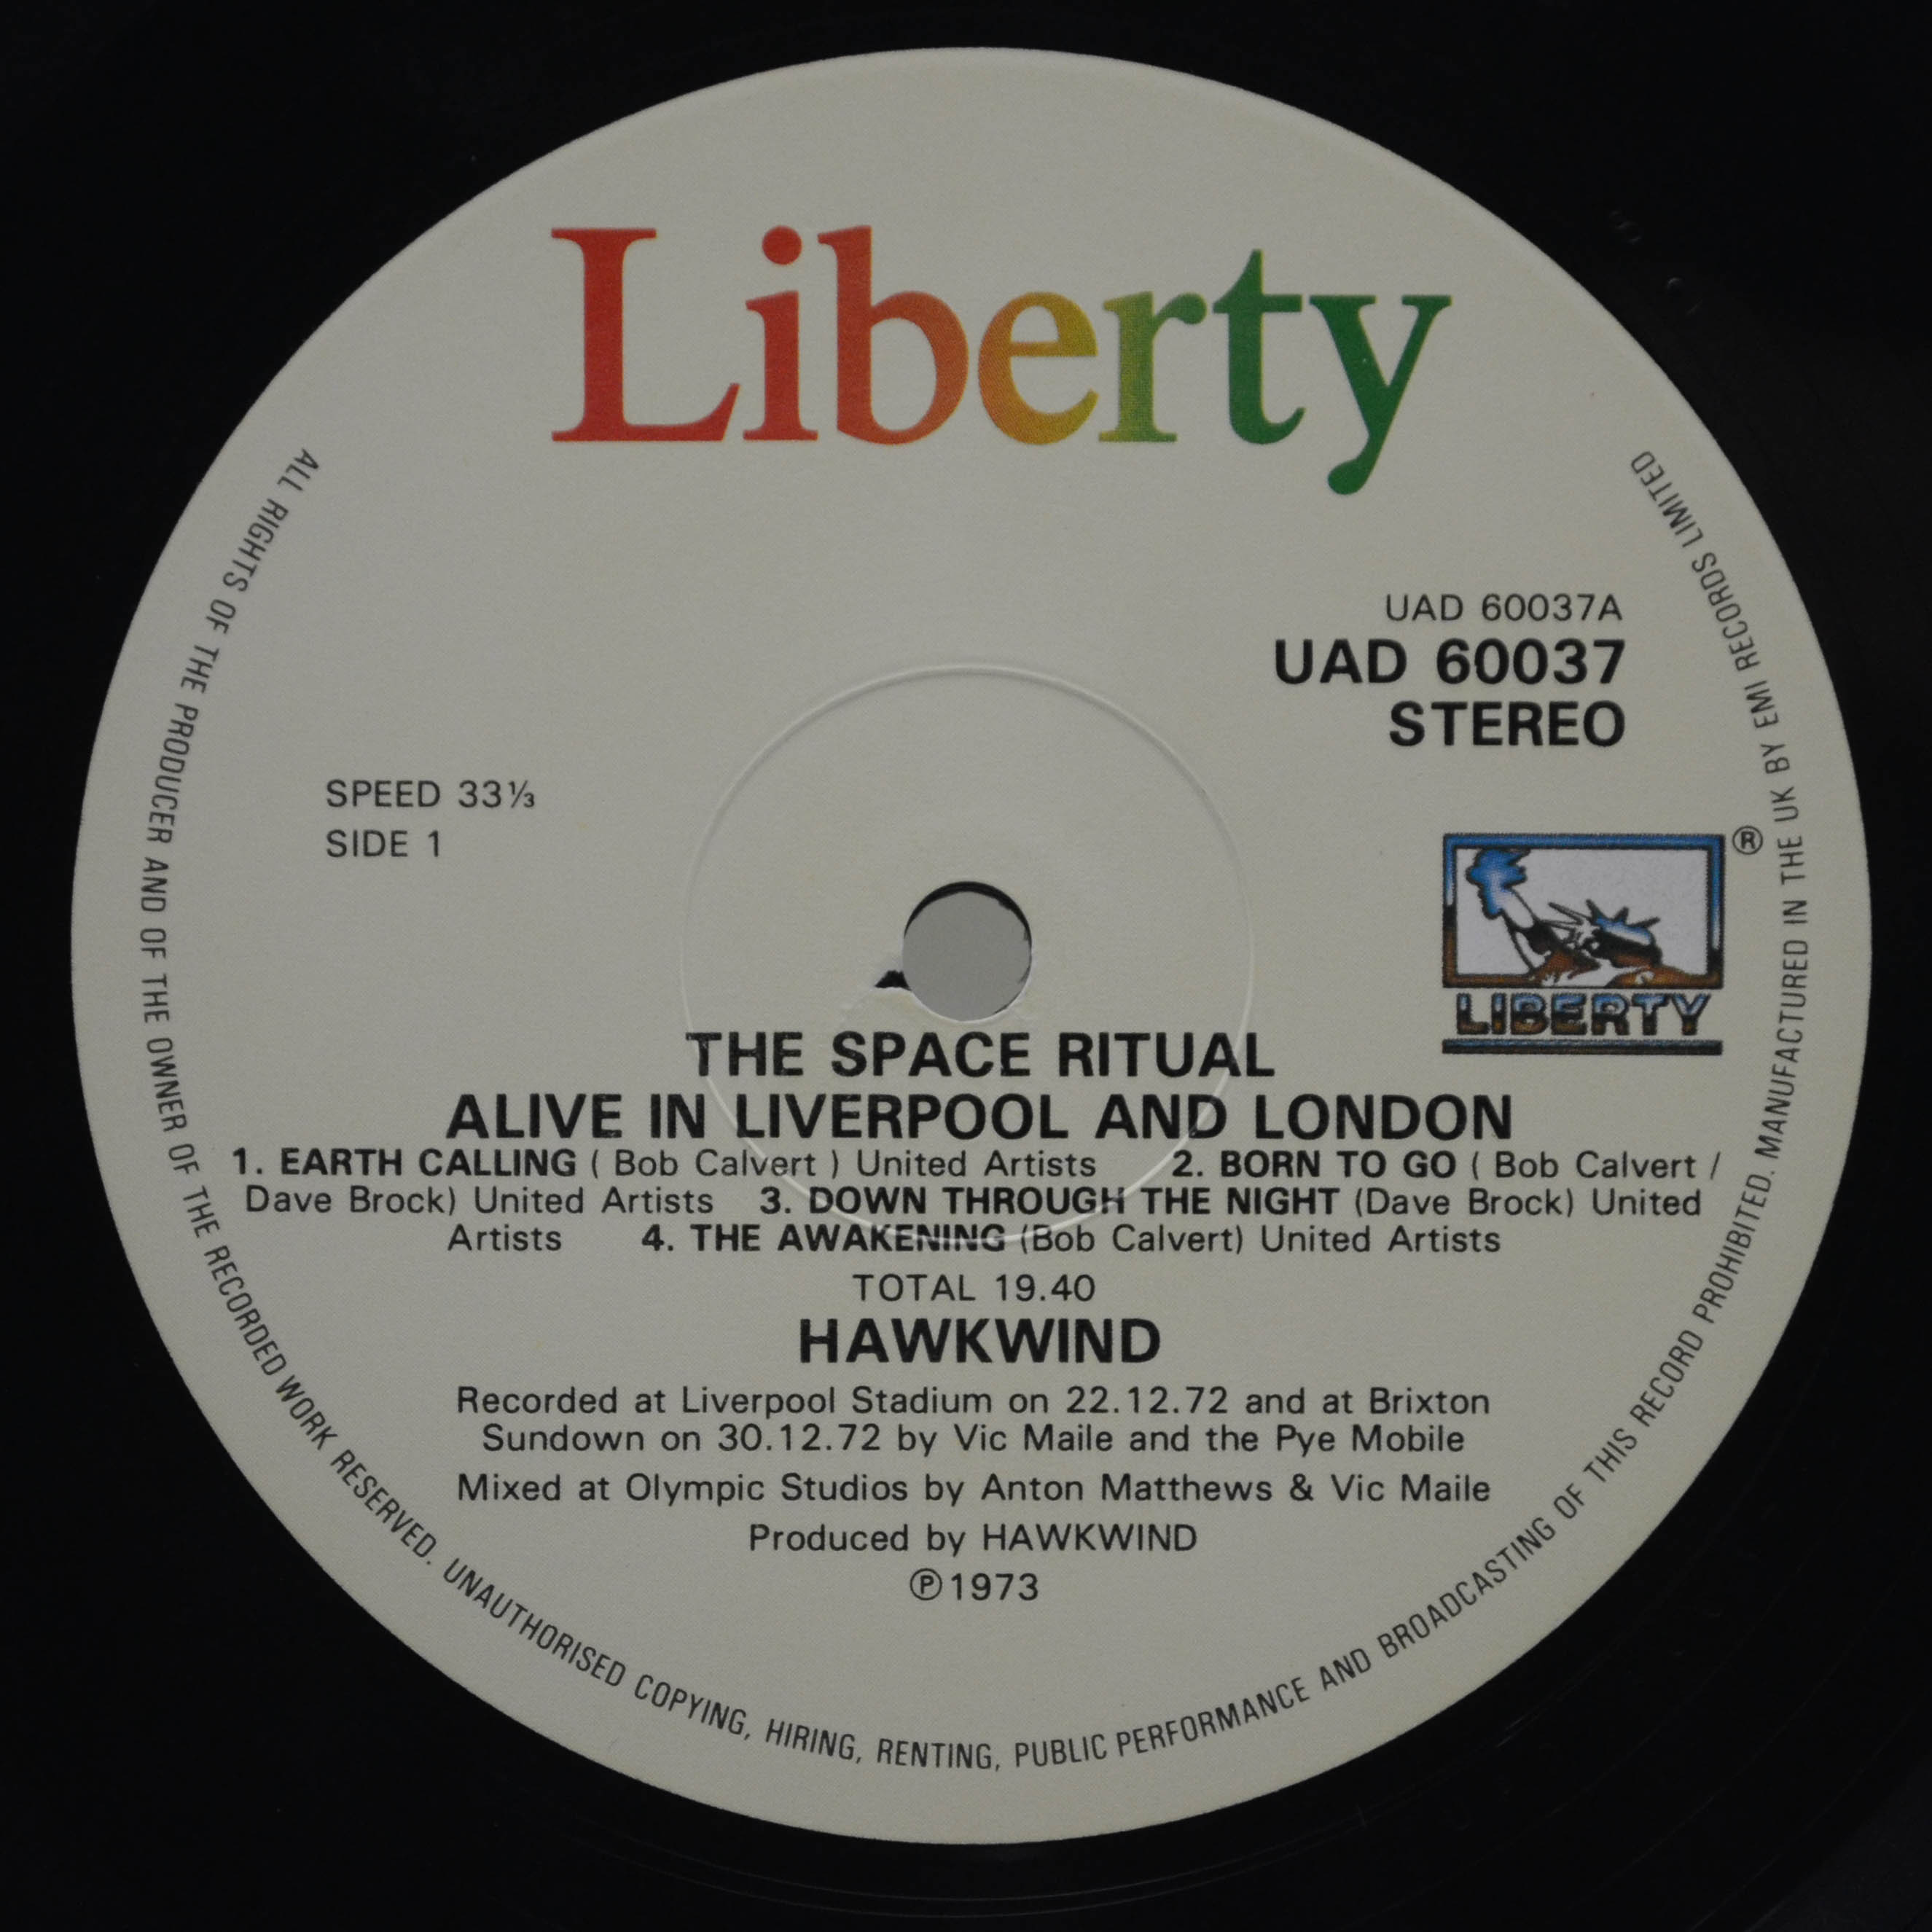 Liberty
UAD 60037A
UAD 60037
STEREO
SPEED 33⅓
SIDE 1
®
LIBERTY
THE SPACE RITUAL
ALIVE IN LIVERPOOL AND LONDON
1. EARTH CALLING ( Bob Calvert ) United Artists 2. BORN TO GO ( Bob Calvert /
Dave Brock) United Artists 3. DOWN THROUGH THE NIGHT (Dave Brock) United
Artists 4. THE AWAKENING (Bob Calvert) United Artists
TOTAL 19.40
HAWKWIND
Recorded at Liverpool Stadium on 22.12.72 and at Brixton
Sundown on 30.12.72 by Vic Maile and the Pye Mobile
Mixed at Olympic Studios by Anton Matthews & Vic Maile
Produced by HAWKWIND
℗1973
ALL RIGHTS OF THE PRODUCER AND OF THE OWNER OF THE RECORDED WORK RESERVED. UNAUTHORISED COPYING, HIRING, RENTING, PUBLIC PERFORMANCE AND BROADCASTING OF THIS RECORD PROHIBITED. MANUFACTURED IN THE UK BY EMI RECORDS LIMITED